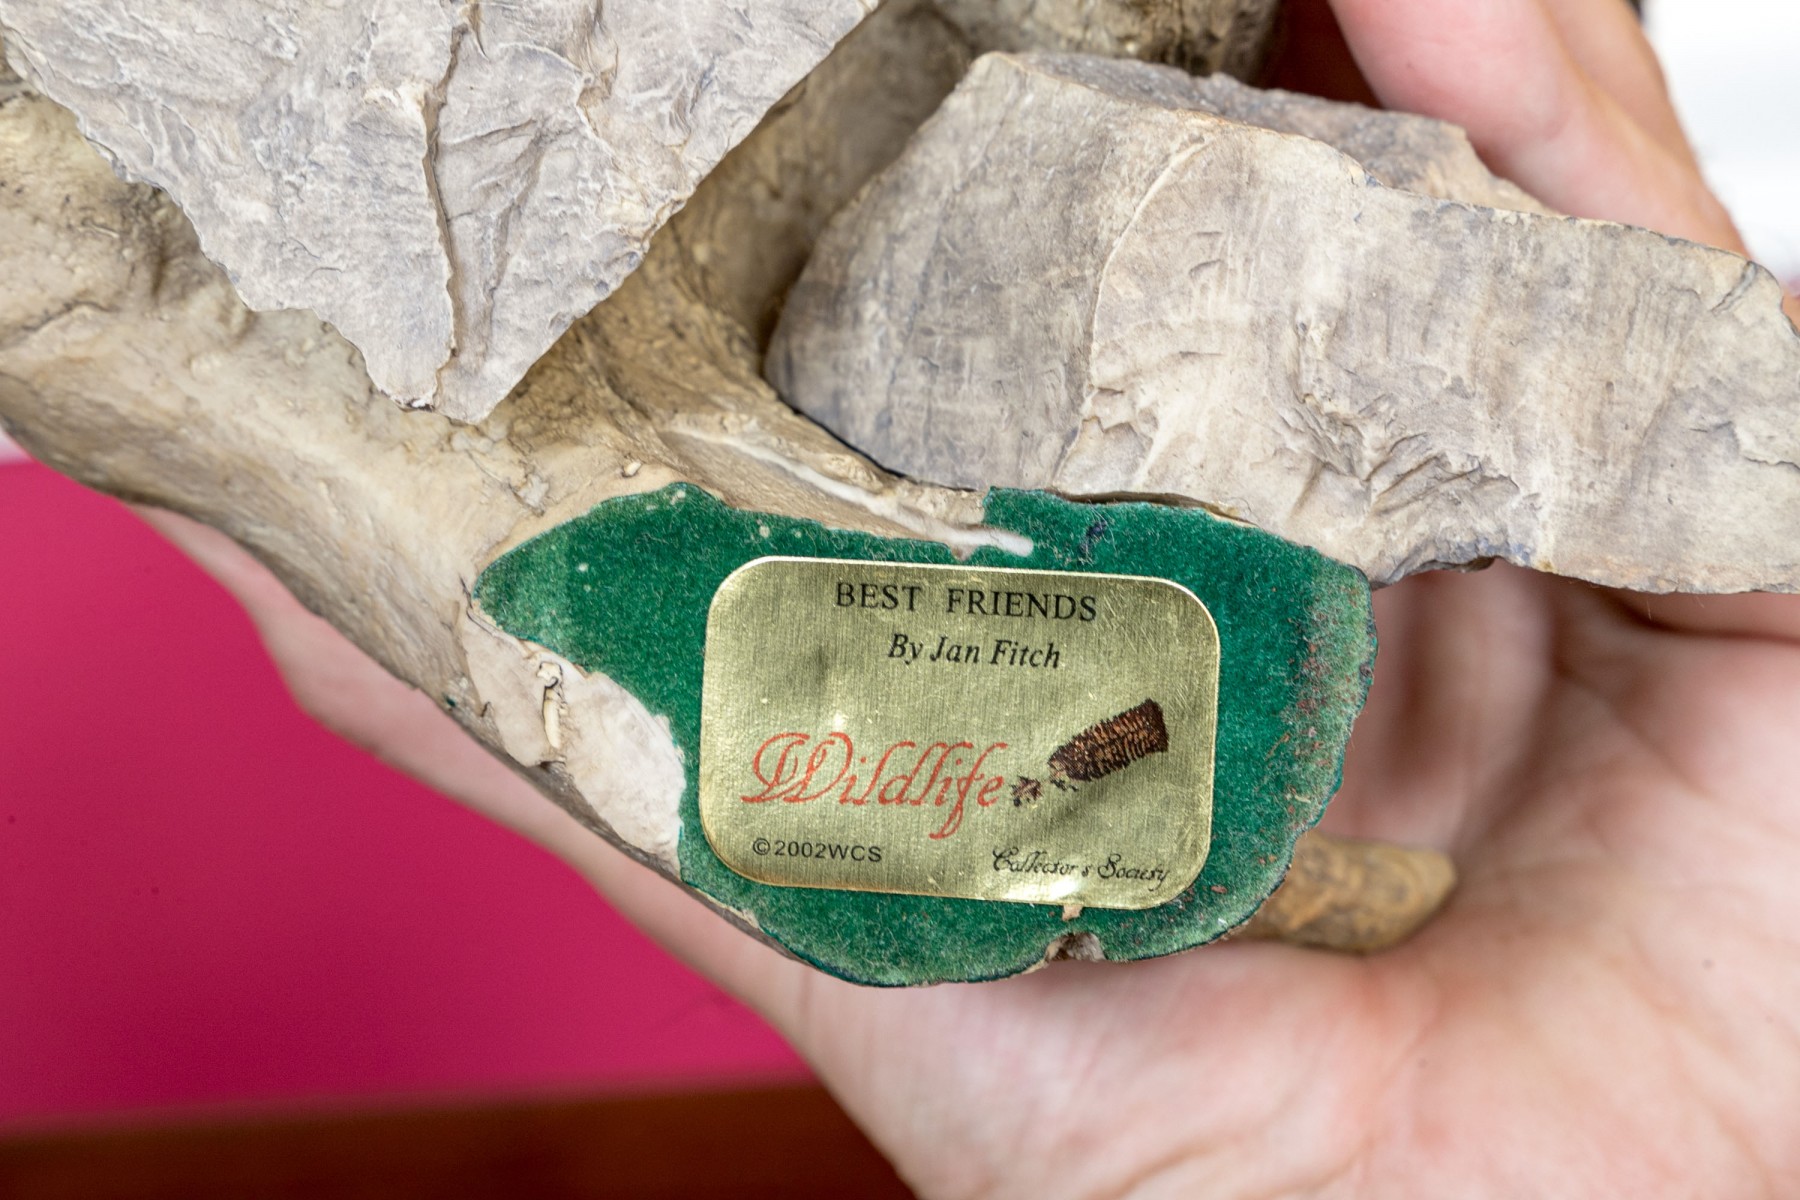 BEST FRIENDS
By Jan Fitch
Wildlife
©2002WCS
Collector's Society